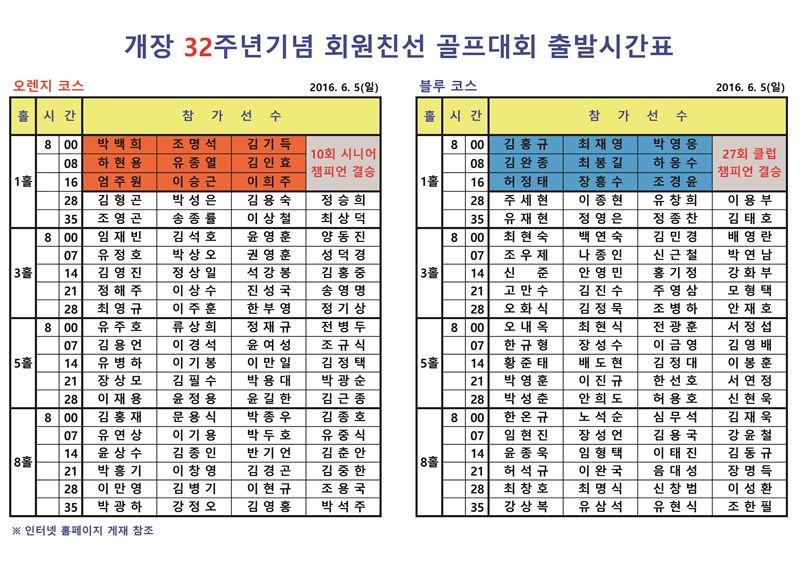 개장 32주년기념 회원친선 골프대회 출발시간표
오렌지 코스 2016. 6. 5(일)
홀 시 간 참 가 선 수
1홀 8 00 박백희 조명석 김기득 10회 시니어 챔피언 결승
08 하현용 유종열 김인효
16 엄주원 이승근 이희주
28 김형곤 박성은 김용숙 정승희
35 조영곤 송종률 이상철 최상덕
3홀 8 00 임재빈 김석호 윤영훈 양동진
07 유정호 박상오 권영훈 성덕경
14 김영진 정상일 석강봉 김홍중
21 정해주 이상수 진성국 송영명
28 최영규 이주훈 한부영 정기상
5홀 8 00 유주호 류상희 정재규 전병두
07 김용언 이경석 윤여성 조규식
14 유병하 이기봉 이만일 김정택
21 장상모 김필수 박용대 박광순
28 이재용 윤정용 윤길한 김근종
8홀 8 00 김홍재 문용식 박종우 김종호
07 유연상 이기용 박두호 유중식
14 윤상수 김종인 반기언 김춘안
21 박흥기 이창영 김경곤 김중한
28 이만영 김병기 이현규 조용국
35 박광하 강정오 김영홍 박석주
※ 인터넷 홈페이지 게재 참조
블루 코스 2016. 6. 5(일)
홀 시 간 참 가 선 수
1홀 8 00 김홍규 최재영 박영응 27회 클럽 챔피언 결승
08 김완종 최봉길 하응수
16 허정태 장흥수 조경윤
28 주세현 이종현 유창희 이용부
35 유재현 정영은 정종찬 김태호
3홀 8 00 최현숙 백연숙 김민경 배영란
07 조우제 나종인 신근철 박연남
14 신 준 안영민 홍기정 강화부
21 고만수 김진수 주영삼 모형택
28 오화식 김정묵 조병하 안재호
5홀 8 00 오내옥 최현식 전광훈 서정섭
07 한규형 장성수 이금영 김영배
14 황준태 배도현 김정대 이봉훈
21 박영훈 이진규 한선호 서연정
28 박성춘 안희도 허용호 신현욱
8홀 8 00 한온규 노석순 심무석 김재욱
07 임현진 장성언 김용국 강윤철
14 윤종욱 임형택 이태진 김동규
21 허석규 이완국 음대성 장명득
28 최창호 최명식 신창범 이성환
35 강상복 유삼석 유현식 조한필